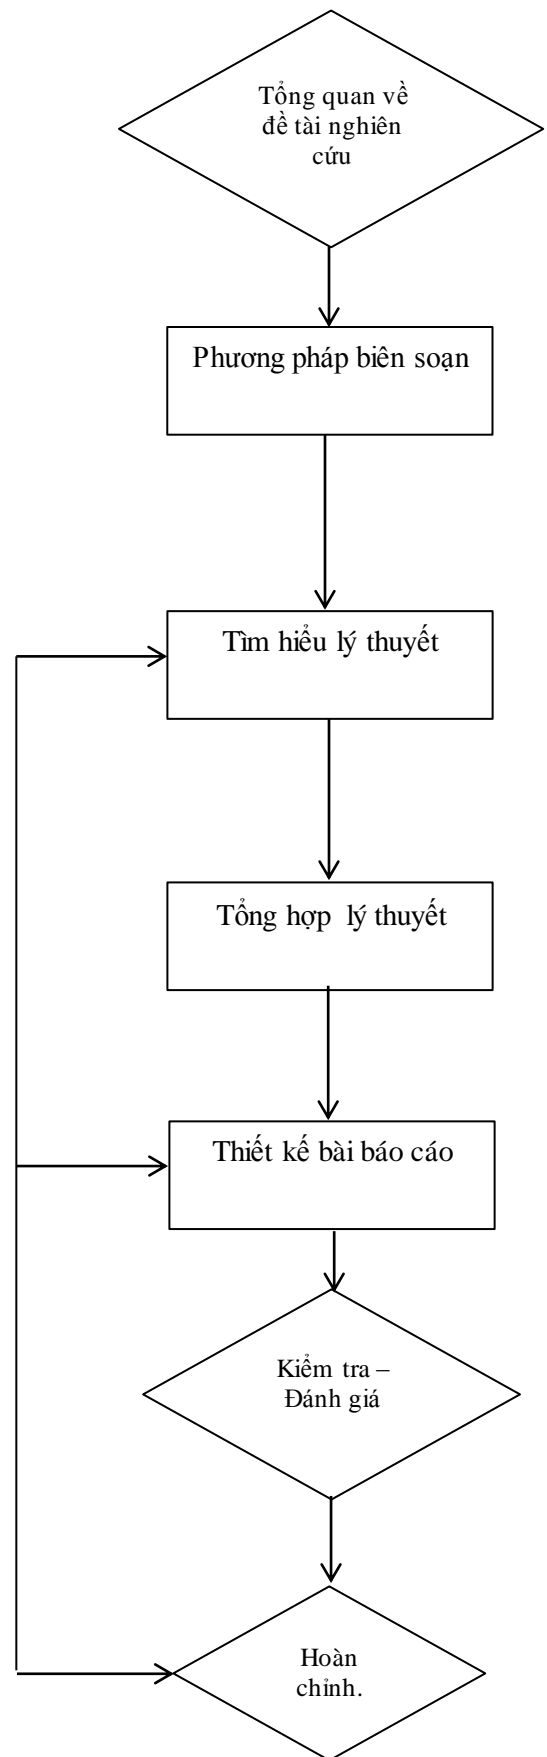 Tổng quan về
đề tài nghiên
cứu
Phương pháp biên soạn
Tìm hiểu lý thuyết
Tổng hợp lý thuyết
Thiết kế bài báo cáo
Kiểm tra –
Đánh giá
Hoàn
chỉnh.